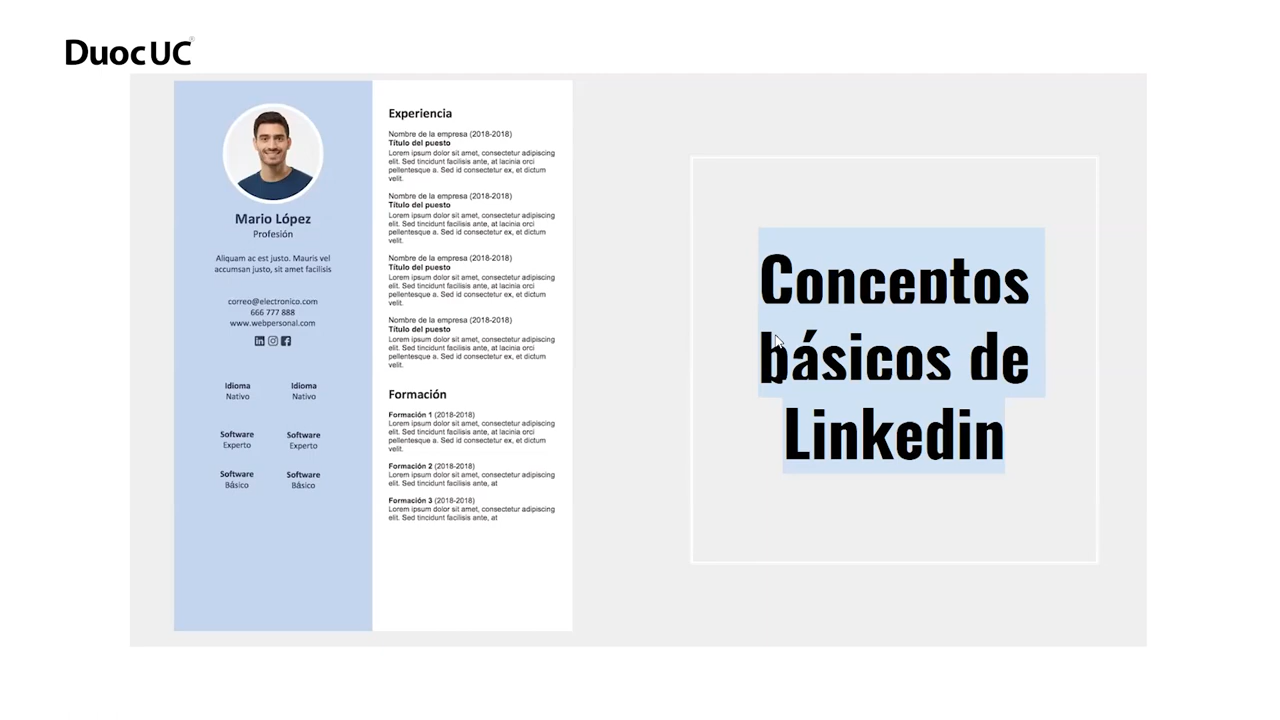 DuocUC
Mario López
Profesión
Aliquam ac est justo. Mauris vel
accumsan justo, sit amet facilisis
correo@electronico.com
666 777 888
www.webpersonal.com
Idioma
Nativo
Idioma
Nativo
Software
Experto
Software
Experto
Software
Básico
Software
Básico
Experiencia
Nombre de la empresa (2018-2018)
Título del puesto
Lorem ipsum dolor sit amet, consectetur adipiscing
elit. Sed tincidunt facilisis ante, at lacinia orci
pellentesque a. Sed id consectetur ex, et dictum
velit.
Nombre de la empresa (2018-2018)
Título del puesto
Lorem ipsum dolor sit amet, consectetur adipiscing
elit. Sed tincidunt facilisis ante, at lacinia orci
pellentesque a. Sed id consectetur ex, et dictum
velit.
Nombre de la empresa (2018-2018)
Título del puesto
Lorem ipsum dolor sit amet, consectetur adipiscing
elit. Sed tincidunt facilisis ante, at lacinia orci
pellentesque a. Sed id consectetur ex, et dictum
velit.
Nombre de la empresa (2018-2018)
Título del puesto
Lorem ipsum dolor sit amet, consectetur adipiscing
elit. Sed tincidunt facilisis ante, at lacinia orci
pellentesque a. Sed id consectetur ex, et dictum
velit.
Formación
Formación 1 (2018-2018)
Lorem ipsum dolor sit amet, consectetur adipiscing
elit. Sed tincidunt facilisis ante, at lacinia orci
pellentesque a. Sed id consectetur ex, et dictum
velit.
Formación 2 (2018-2018)
Lorem ipsum dolor sit amet, consectetur adipiscing
elit. Sed tincidunt facilisis ante, at
Formación 3 (2018-2018)
Lorem ipsum dolor sit amet, consectetur adipiscing
elit. Sed tincidunt facilisis ante, at
Conceptos
básicos de
Linkedin